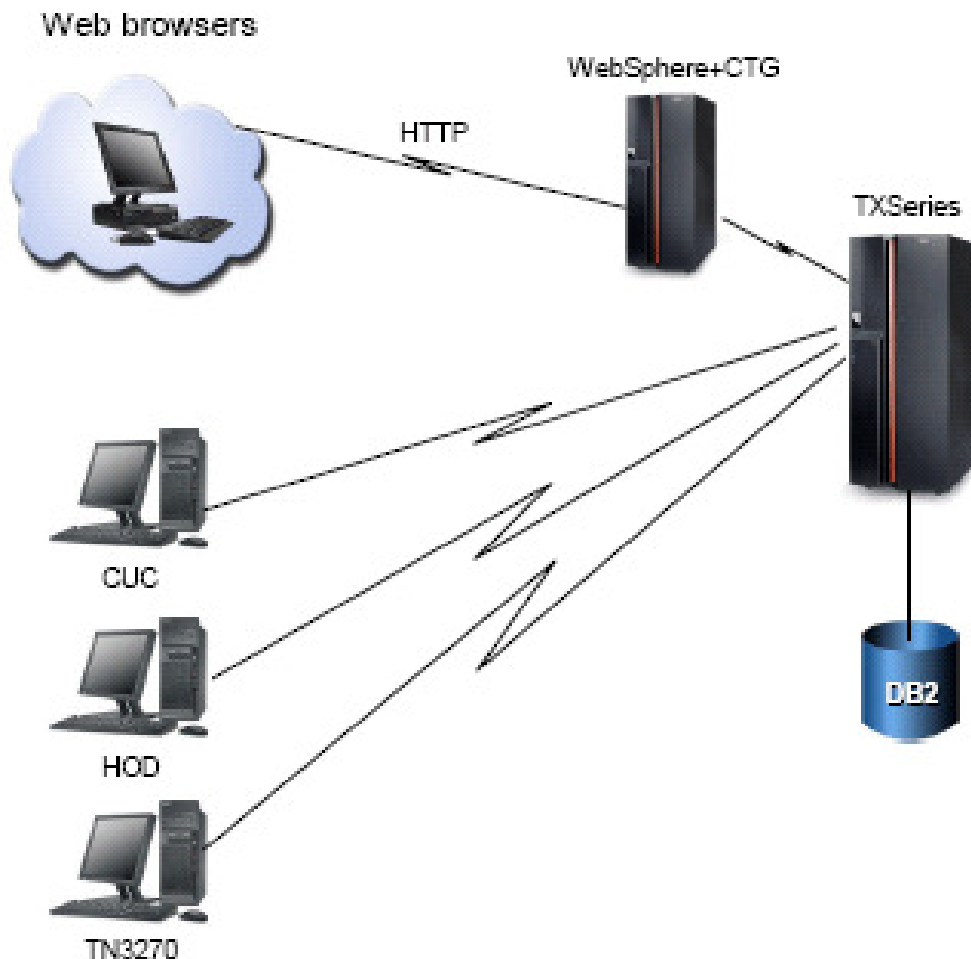 Web browsers
WebSphere+CTG
HTTP
TXSeries
CUC
DB2
HOD
TN3270